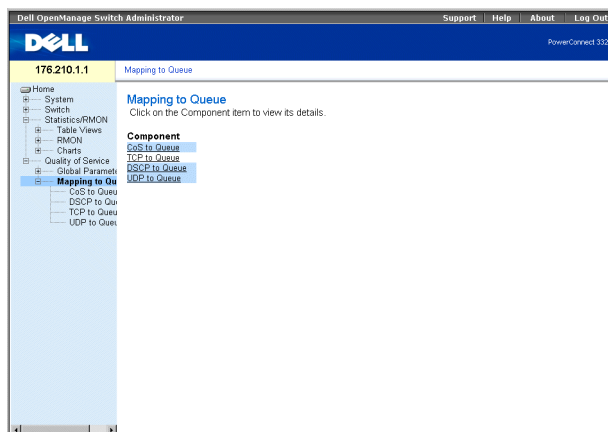 Dell OpenManage Switch Administrator
Support Help About Log Out
DELL
PowerConnect 332
176.210.1.1
Mapping to Queue
Home
System
Switch
Statistics/RMON
Table Views
RMON
Charts
Quality of Service
Global Paramete
Mapping to Qu
CoS to Queu
DSCP to Que
TCP to Queu
UDP to Queu
Mapping to Queue
Click on the Component item to view its details.
Component
CoS to Queue
TCP to Queue
DSCP to Queue
UDP to Queue